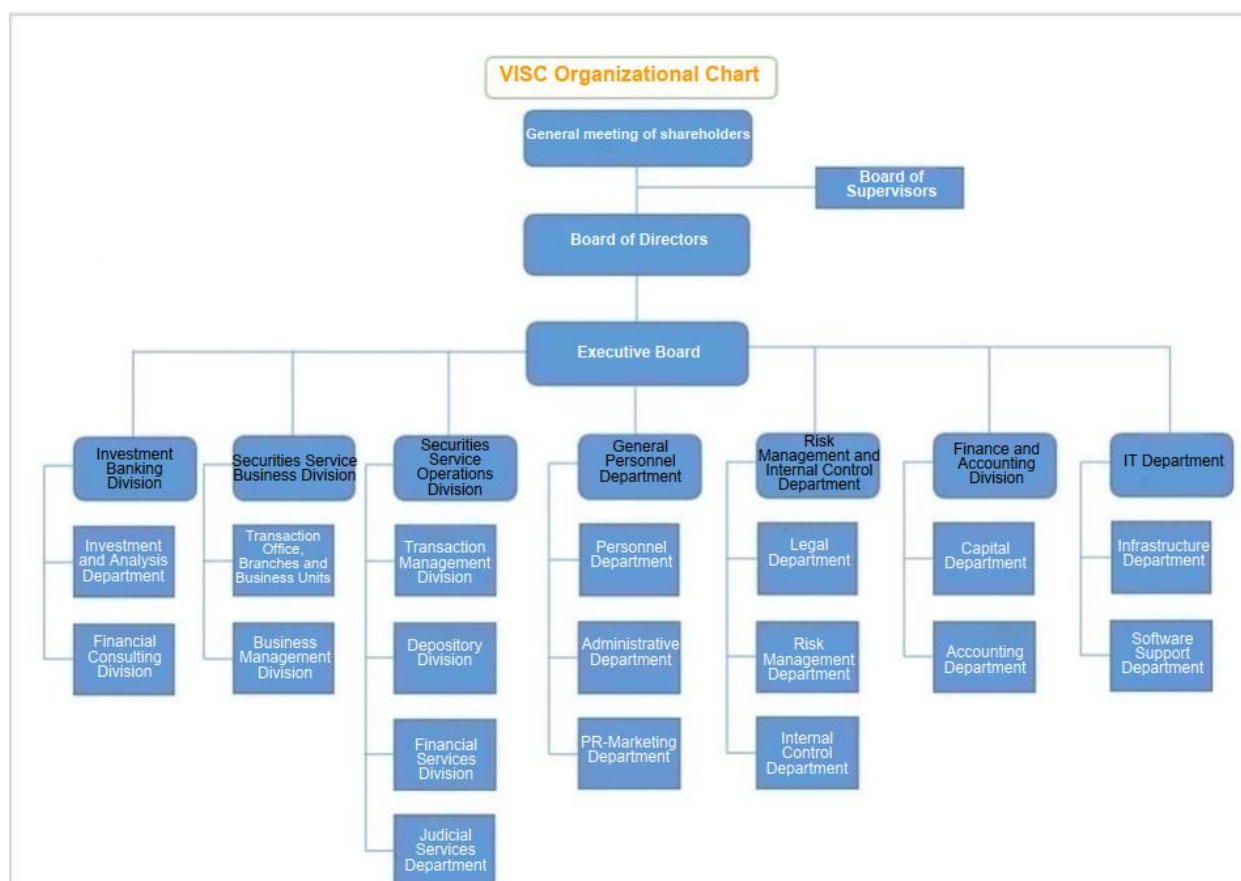 VISC Organizational Chart
General meeting of shareholders
Board of
Supervisors
Board of Directors
Executive Board
Investment
Banking
Division
Securities Service
Business Division
Securities
Service
Operations
Division
General
Personnel
Department
Risk
Management and
Internal Control
Department
Finance and
Accounting
Division
IT Department
Investment
and Analysis
Department
Transaction
Office,
Branches and
Business Units
Transaction
Management
Division
Personnel
Department
Legal
Department
Capital
Department
Infrastructure
Department
Financial
Consulting
Division
Business
Management
Division
Depository
Division
Administrative
Department
Risk
Management
Department
Accounting
Department
Software
Support
Department
Financial
Services
Division
PR-Marketing
Department
Internal
Control
Department
Judicial
Services
Department